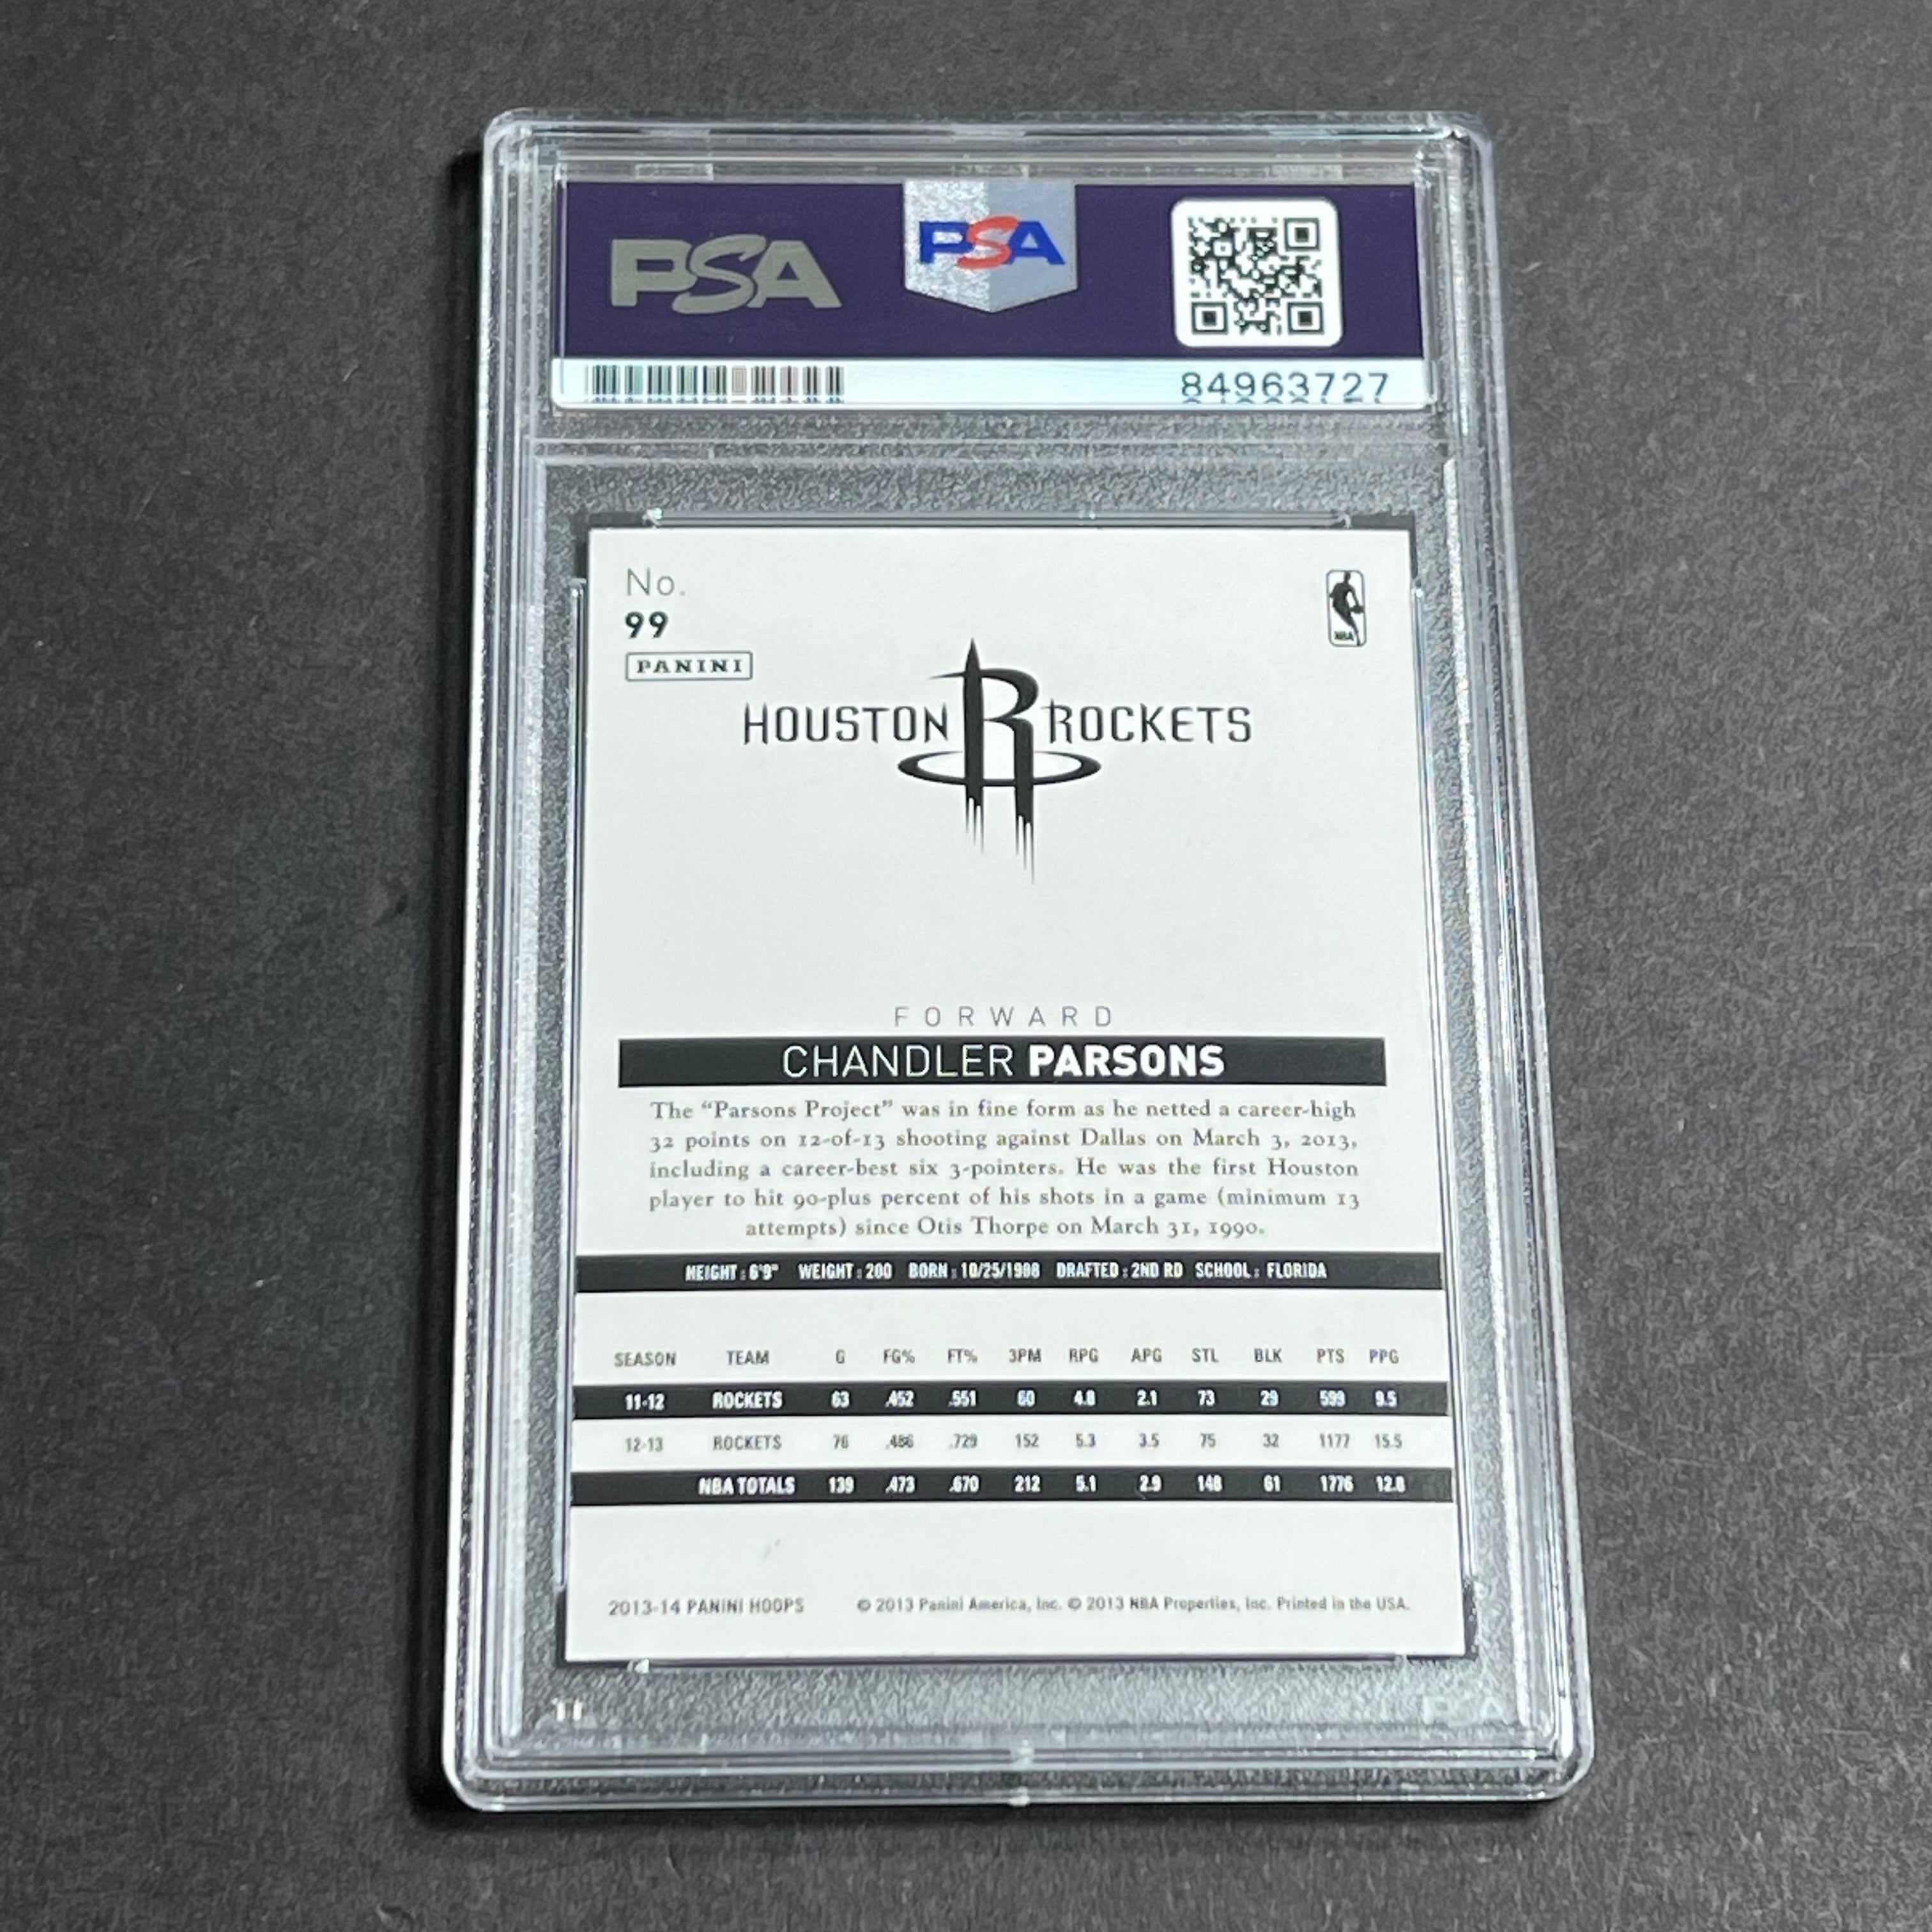 PSA PSA
84963727
No.
99
PANINI
NBA
HOUSTON R ROCKETS
FORWARD
CHANDLER PARSONS
The “Parsons Project” was in fine form as he netted a career-high
32 points on 12-of-13 shooting against Dallas on March 3, 2013,
including a career-best six 3-pointers. He was the first Houston
player to hit 90-plus percent of his shots in a game (minimum 13
attempts) since Otis Thorpe on March 31, 1990.
HEIGHT: 6'9" WEIGHT: 200 BORN: 10/25/1988 DRAFTED: 2ND RD SCHOOL: FLORIDA
SEASON TEAM G FG% FT% 3PM RPG APG STL BLK PTS PPG
11-12 ROCKETS 63 .452 .551 60 4.8 2.1 73 29 599 9.5
12-13 ROCKETS 76 .486 .729 152 5.3 3.5 75 32 1177 15.5
NBA TOTALS 139 .473 .670 212 5.1 2.9 148 61 1776 12.8
2013-14 PANINI HOOPS © 2013 Panini America, Inc. © 2013 NBA Properties, Inc. Printed in the USA.
PSA